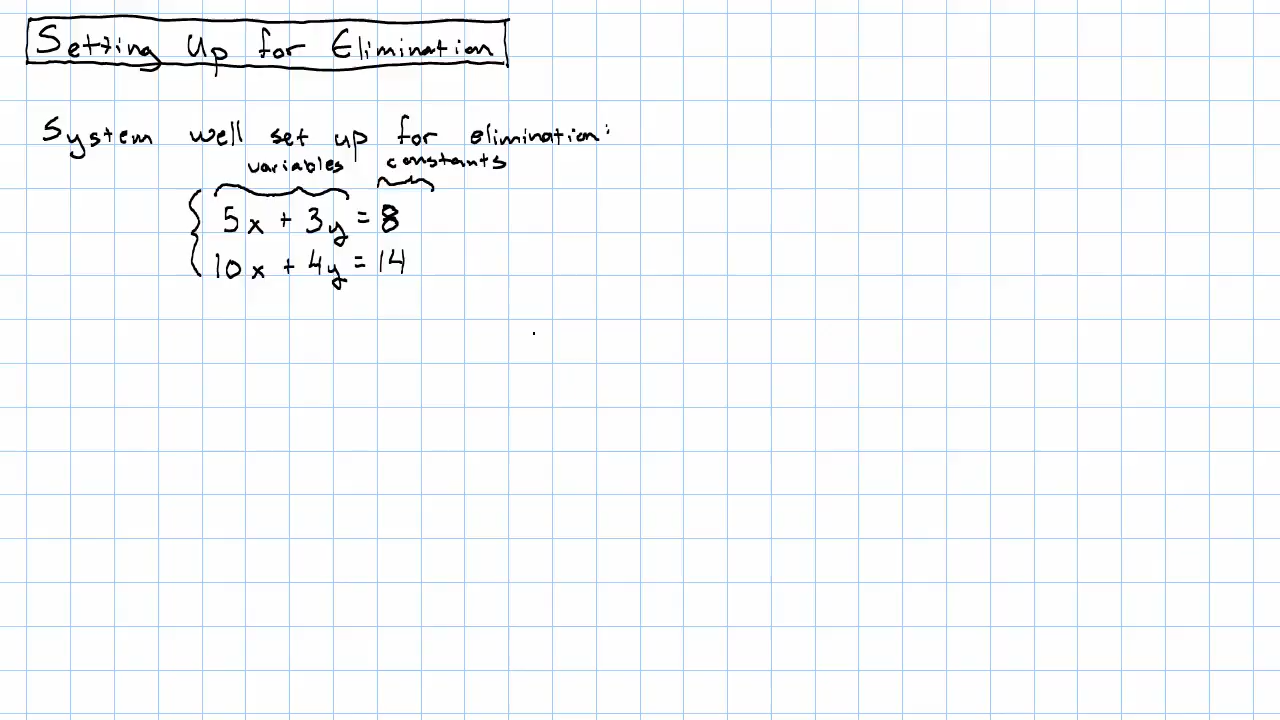 Setting Up for Elimination
System well set up for elimination:
variables constants
5x + 3y = 8
10x + 4y = 14